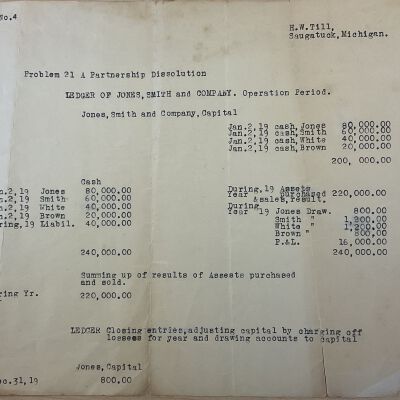 No.4
H.W.Till,
Saugatuck, Michigan.
Problem 21 A Partnership Dissolution
LEDGER OF JONES, SMITH and COMPANY. Operation Period.
Jones, Smith and Company, Capital
Jan.2,19 cash, Jones 80,000.00
Jan.2,19 cash, Smith 60,000.00
Jan.2,19 cash, White 40,000.00
Jan.2,19 cash, Brown 20,000.00
200, 000.00
Cash
n.2,19 Jones 80,000.00
n.2,19 Smith 60,000.00
n.2,19 White 40,000.00
n.2,19 Brown 20,000.00
ring,19 Liabil. 40,000.00
During,19 Assets
Year purchased 220,000.00
&sales,result.
During
Year '19 Jones Draw. 800.00
Smith " 1,200.00
White " 1,200.00
Brown " 800.00
P.&L. 16,000.00
240,000.00 240,000.00
Summing up of results of Assests purchased
and sold.
ring Yr. 220,000.00
LEDGER Closing entries, adjusting capital by charging off
losses for year and drawing accounts to capital
Jones, Capital
ec.31,19 800.00